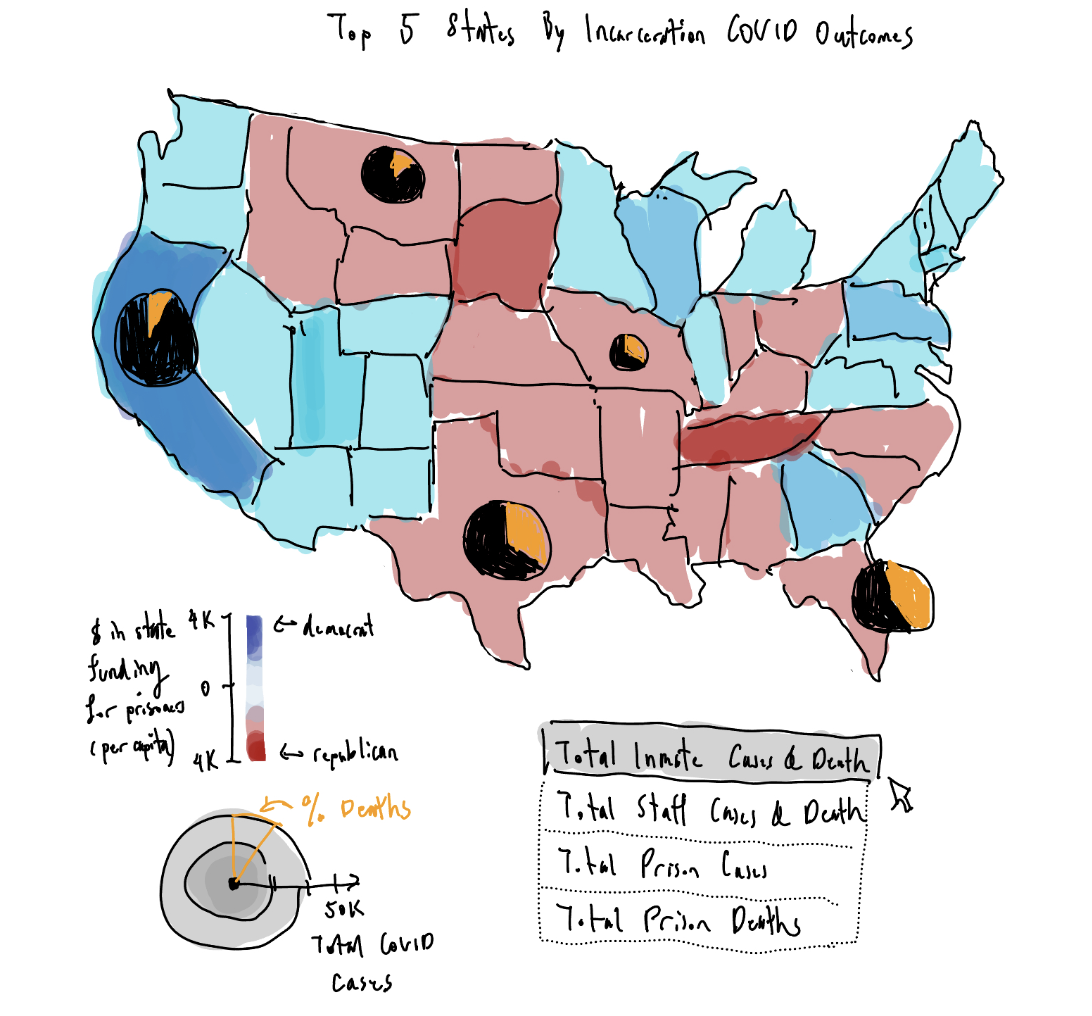 Top 5 States By Incarceration COVID Outcomes
$ in state
funding
for prisoners
(per capita)
4K
0
4K
← democrat
← republican
% Deaths
50K
Total COVID
Cases
Total Inmate Cases & Death
Total Staff Cases & Death
Total Prison Cases
Total Prison Deaths